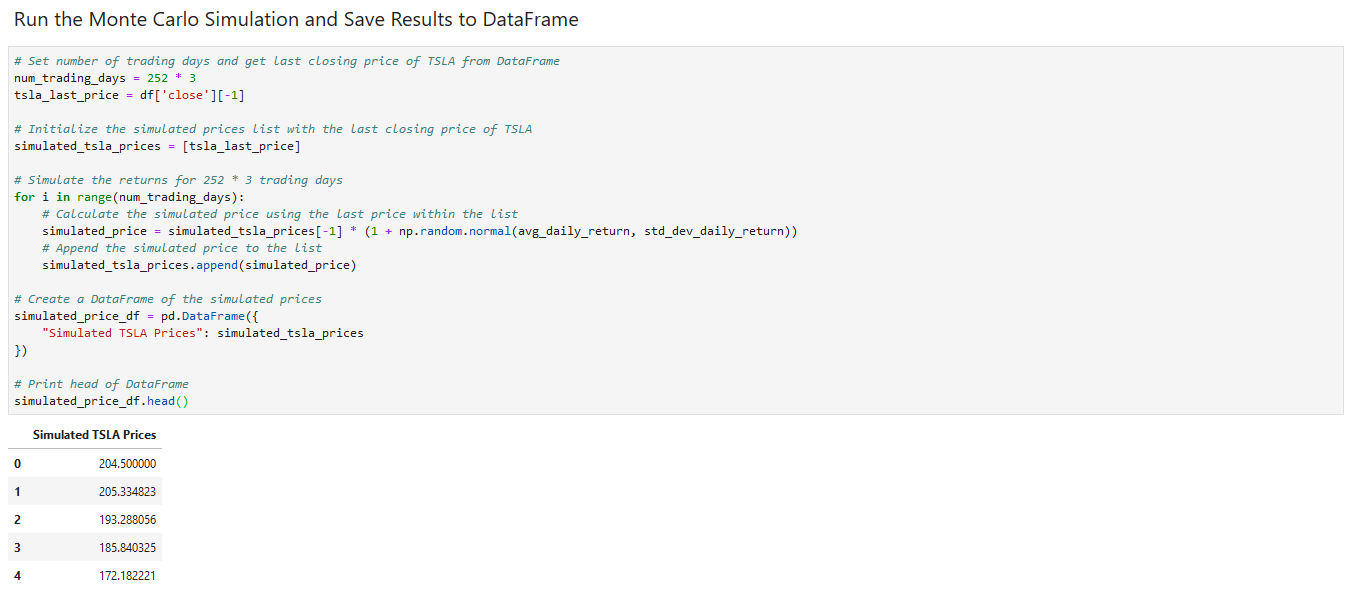 Run the Monte Carlo Simulation and Save Results to DataFrame
# Set number of trading days and get last closing price of TSLA from DataFrame
num_trading_days = 252 * 3
tsla_last_price = df['close'][-1]
# Initialize the simulated prices list with the last closing price of TSLA
simulated_tsla_prices = [tsla_last_price]
# Simulate the returns for 252 * 3 trading days
for i in range(num_trading_days):
    # Calculate the simulated price using the last price within the list
    simulated_price = simulated_tsla_prices[-1] * (1 + np.random.normal(avg_daily_return, std_dev_daily_return))
    # Append the simulated price to the list
    simulated_tsla_prices.append(simulated_price)
# Create a DataFrame of the simulated prices
simulated_price_df = pd.DataFrame({
    "Simulated TSLA Prices": simulated_tsla_prices
})
# Print head of DataFrame
simulated_price_df.head()
Simulated TSLA Prices
0 204.500000
1 205.334823
2 193.288056
3 185.840325
4 172.182221